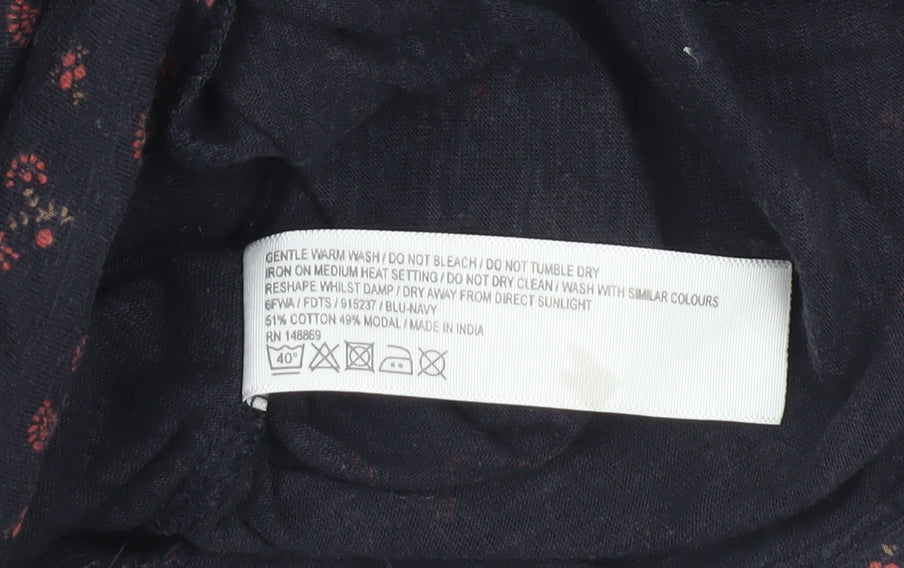 GENTLE WARM WASH / DO NOT BLEACH / DO NOT TUMBLE DRY
IRON ON MEDIUM HEAT SETTING / DO NOT DRY CLEAN / WASH WITH SIMILAR COLOURS
RESHAPE WHILST DAMP / DRY AWAY FROM DIRECT SUNLIGHT
6FWA / FDTS / 915237 / BLU-NAVY
51% COTTON 49% MODAL / MADE IN INDIA
RN 148869
40°